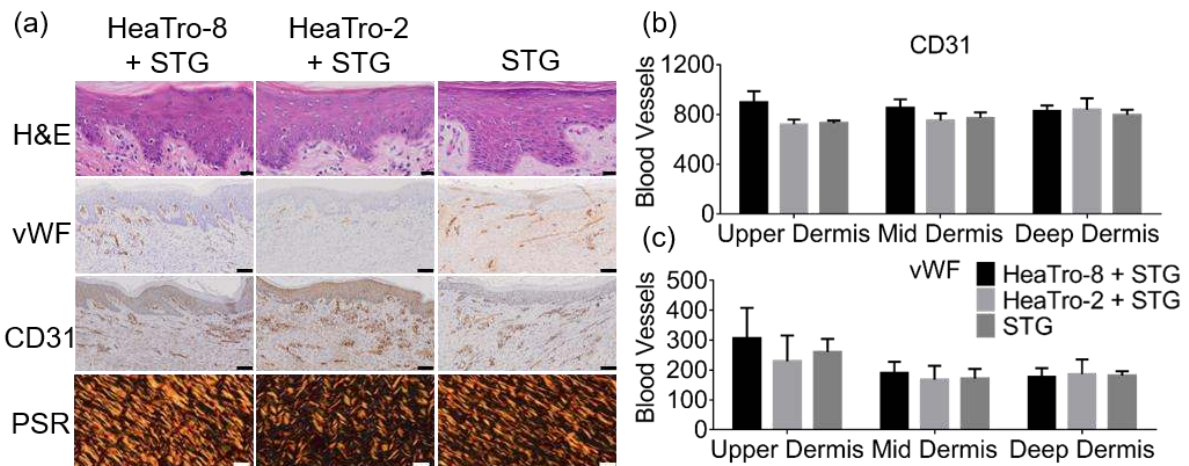 (a)
HeaTro-8
+ STG
HeaTro-2
+ STG
STG
H&E
vWF
CD31
PSR
(b)
CD31
Blood Vessels
1200
800
400
0
Upper Dermis Mid Dermis Deep Dermis
(c)
vWF
Blood Vessels
500
400
300
200
100
0
HeaTro-8 + STG
HeaTro-2 + STG
STG
Upper Dermis Mid Dermis Deep Dermis